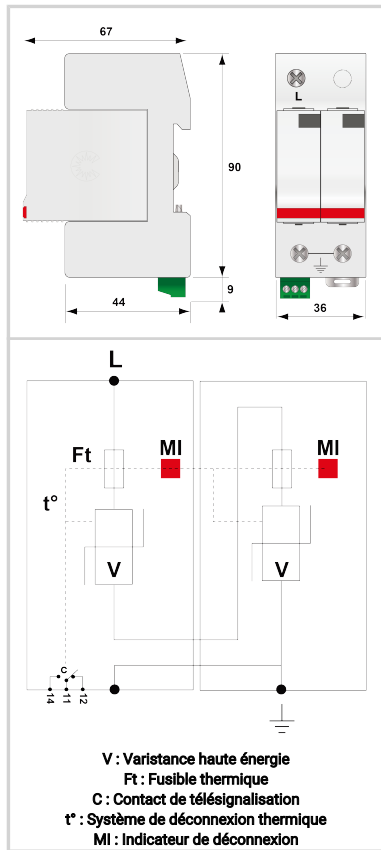 67
L
90
44
9
36
L
Ft
MI
MI
t°
V
V
C
14
11
12
V : Varistance haute énergie
Ft : Fusible thermique
C : Contact de télésignalisation
t° : Système de déconnexion thermique
MI : Indicateur de déconnexion